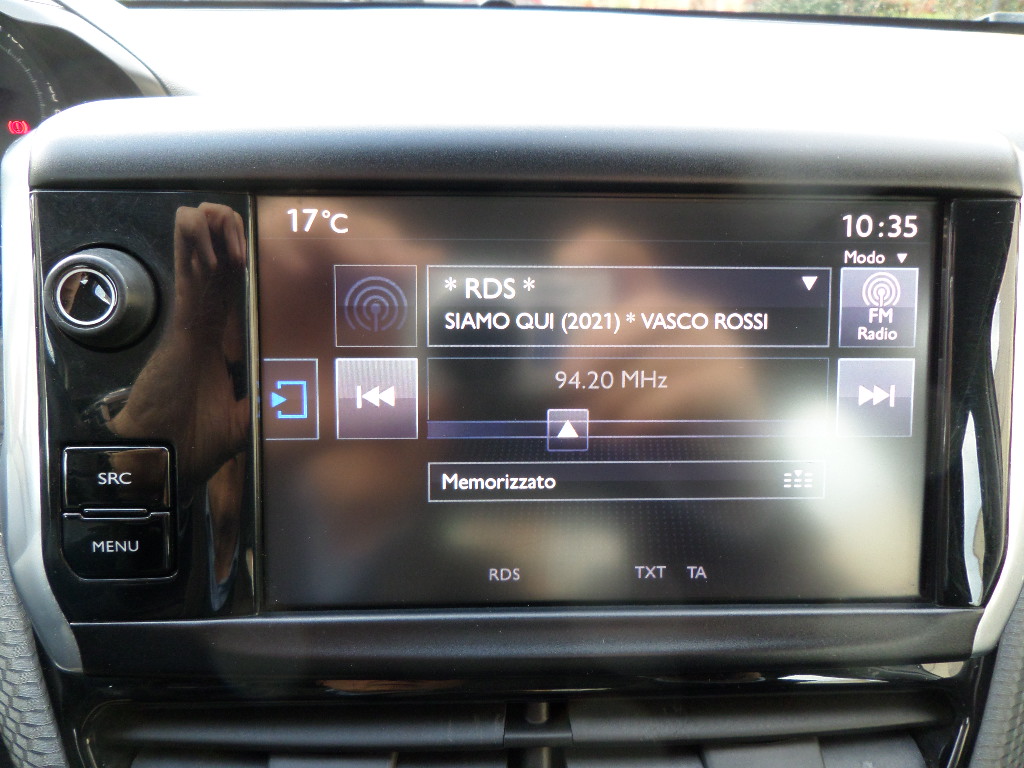 17°C
10:35
Modo
* RDS *
SIAMO QUI (2021) * VASCO ROSSI
FM
Radio
94.20 MHz
SRC
Memorizzato
MENU
RDS TXT TA